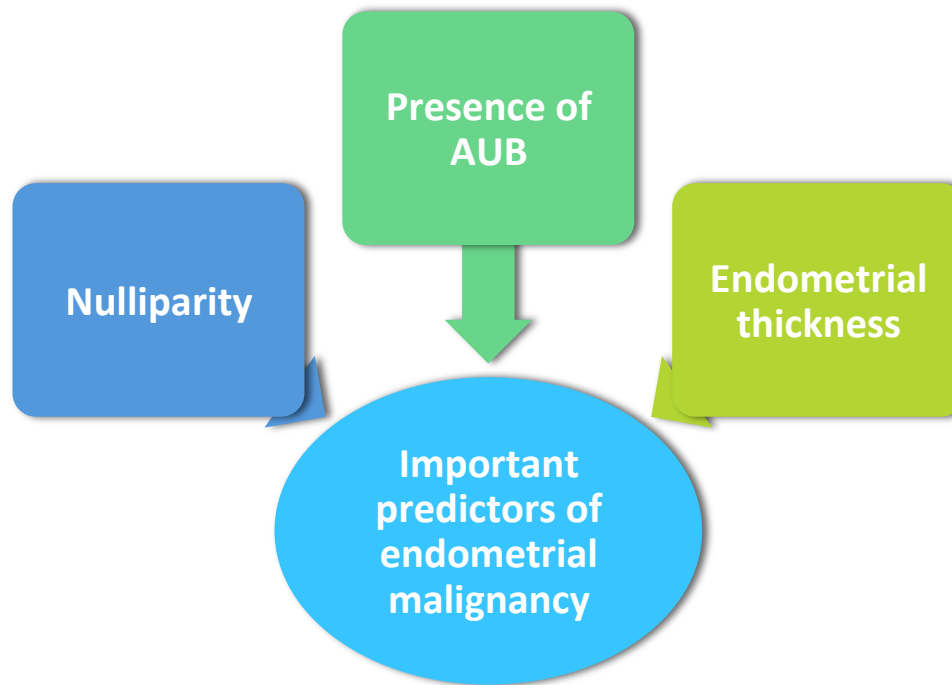 Presence of
AUB
Nulliparity
Endometrial
thickness
Important
predictors of
endometrial
malignancy